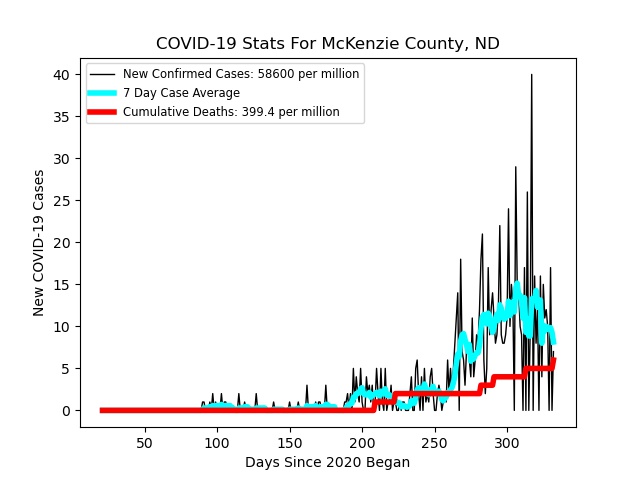 COVID-19 Stats For McKenzie County, ND
New Confirmed Cases: 58600 per million
7 Day Case Average
Cumulative Deaths: 399.4 per million
New COVID-19 Cases
40
35
30
25
20
15
10
5
0
50
100
150
200
250
300
Days Since 2020 Began